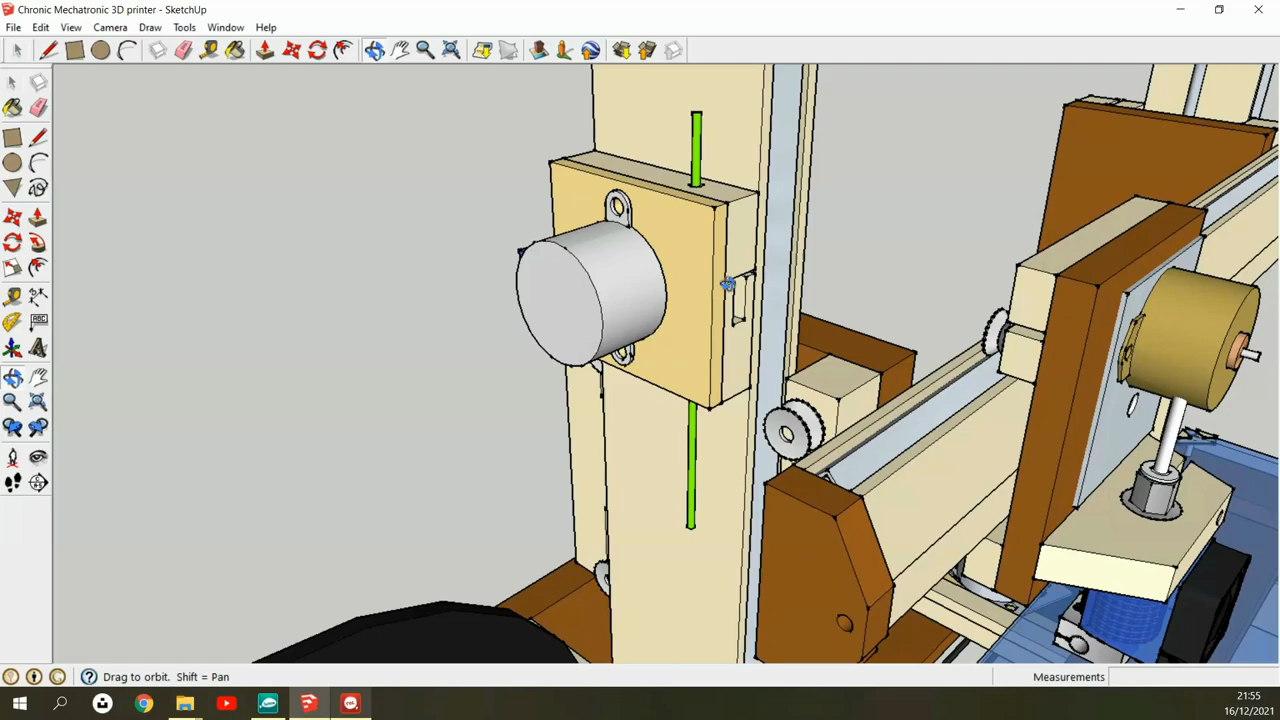 Chronic Mechatronic 3D printer - SketchUp
File Edit View Camera Draw Tools Window Help
Drag to orbit. Shift = Pan
Measurements
21:55
16/12/2021